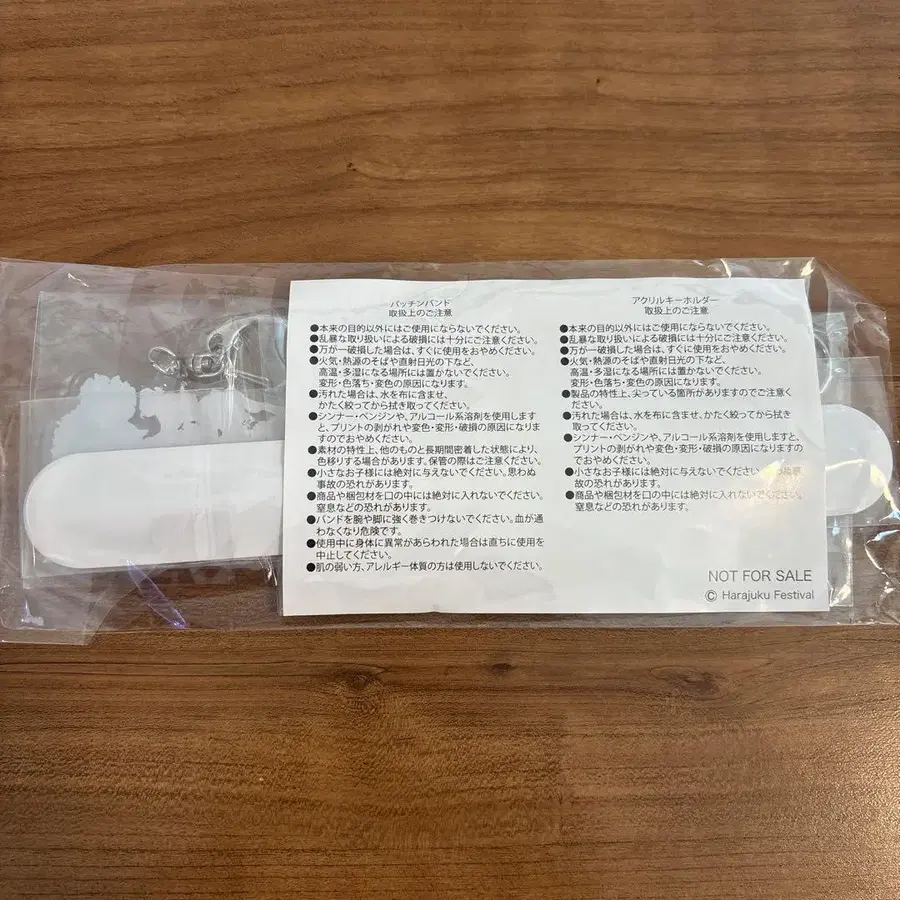 パッチンバンド
取扱上のご注意
●本来の目的以外にはご使用にならないでください。
●乱暴な取り扱いによる破損には十分にご注意ください。
●万が一破損した場合は、すぐに使用をおやめください。
●火気・熱源のそばや直射日光の下など、
高温・多湿になる場所には置かないでください。
変形・色落ち・変色の原因になります。
●汚れた場合は、水を布に含ませ、
かたく絞ってから拭き取ってください。
●シンナー・ベンジンや、アルコール系溶剤を使用しますと
、プリントの剥がれや変色・変形・破損の原因になりま
すのでおやめください。
●素材の特性上、他のものと長期間密着した状態により、
色移りする場合があります。保管の際はご注意ください。
●小さなお子様には絶対に与えないでください。思わぬ
事故の恐れがあります。
●商品や梱包材を口の中には絶対に入れないでください。
窒息などの恐れがあります。
●バンドを腕や脚に強く巻きつけないでください。血が通
わなくなり危険です。
●使用中に身体に異常があらわれた場合は直ちに使用を
中止してください。
●肌の弱い方、アレルギー体質の方は使用しないでください。
アクリルキーホルダー
取扱上のご注意
●本来の目的以外にはご使用にならないでください。
●乱暴な取り扱いによる破損には十分にご注意ください。
●万が一破損した場合は、すぐに使用をおやめください。
●火気・熱源のそばや直射日光の下など、
高温・多湿になる場所には置かないでください。
変形・色落ち・変色の原因になります。
●製品の特性上、尖っている箇所がありますのでご注意く
ださい。
●汚れた場合は、水を布に含ませ、かたく絞ってから拭き
取ってください。
●シンナー・ベンジンや、アルコール系溶剤を使用しますと、
プリントの剥がれや変色・変形・破損の原因になりますの
でおやめください。
●小さなお子様には絶対に与えないでください
事故の恐れがあります。
●商品や梱包材を口の中には絶対に入れないでください。
窒息などの恐れがあります。
NOT FOR SALE
© Harajuku Festival